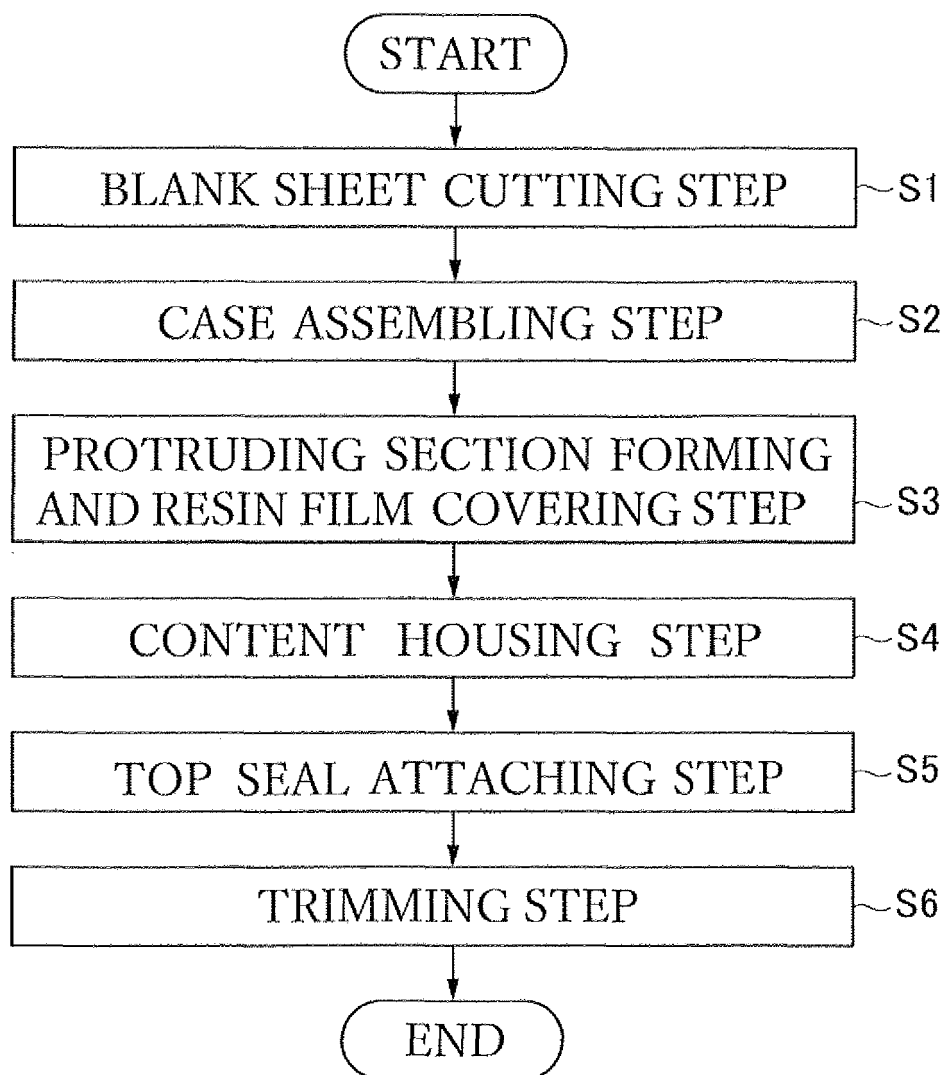 START
BLANK SHEET CUTTING STEP
S1
CASE ASSEMBLING STEP
S2
PROTRUDING SECTION FORMING
AND RESIN FILM COVERING STEP
S3
CONTENT HOUSING STEP
S4
TOP SEAL ATTACHING STEP
S5
TRIMMING STEP
S6
END